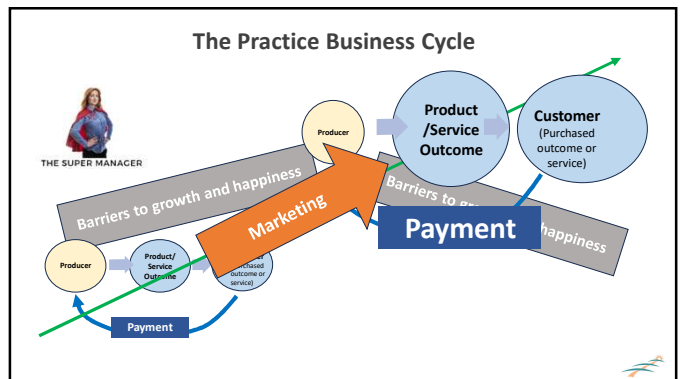 The Practice Business Cycle
THE SUPER MANAGER
Producer
Product
/Service
Outcome
Customer
(Purchased
outcome or
service)
Barriers to growth and happiness
Marketing
Barriers to
happiness
Payment
Producer
Product/
Service
Outcome
outcome or
service)
Payment